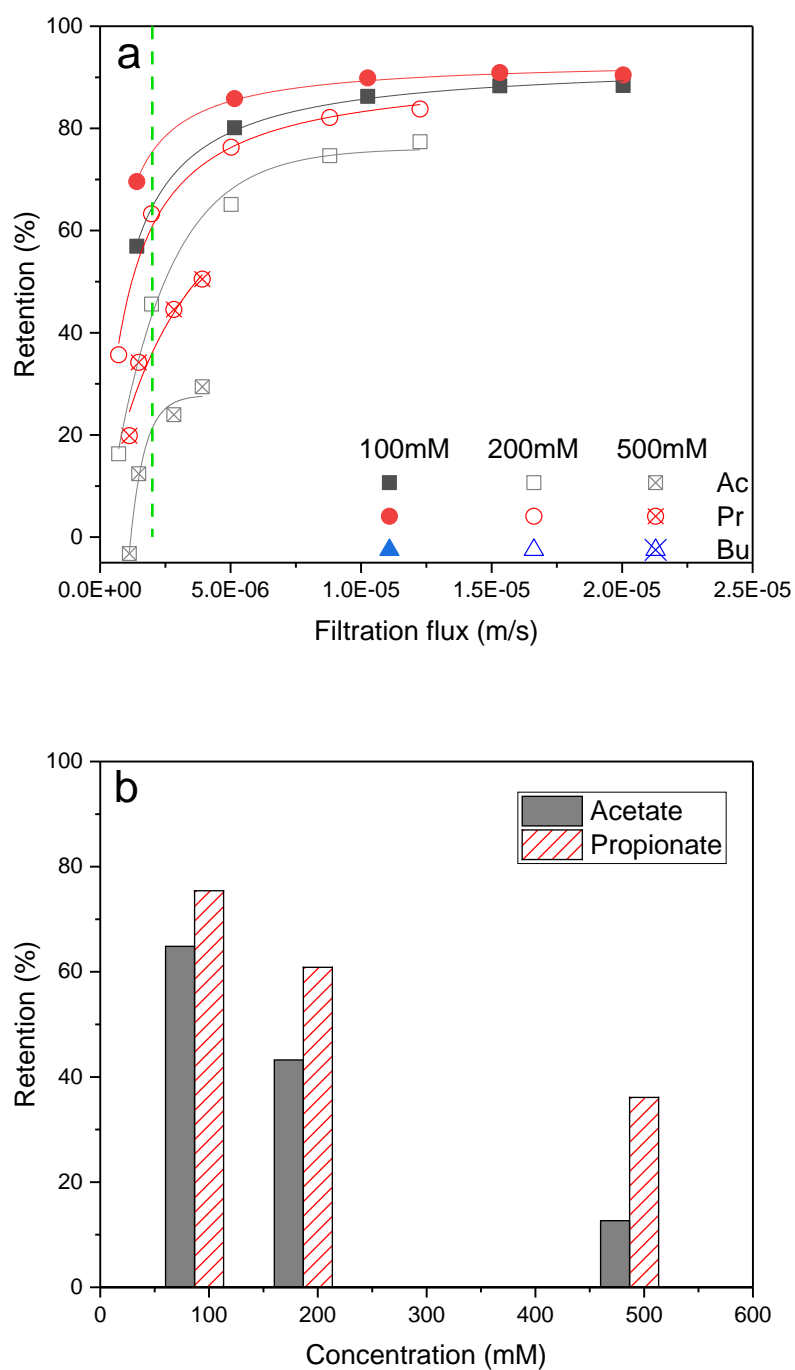 100
a
80
60
40
20
0
Retention (%)
100mM 200mM 500mM
Ac
Pr
Bu
0.0E+00 5.0E-06 1.0E-05 1.5E-05 2.0E-05 2.5E-05
Filtration flux (m/s)
100
b
80
60
40
20
0
Retention (%)
Acetate
Propionate
0 100 200 300 400 500 600
Concentration (mM)